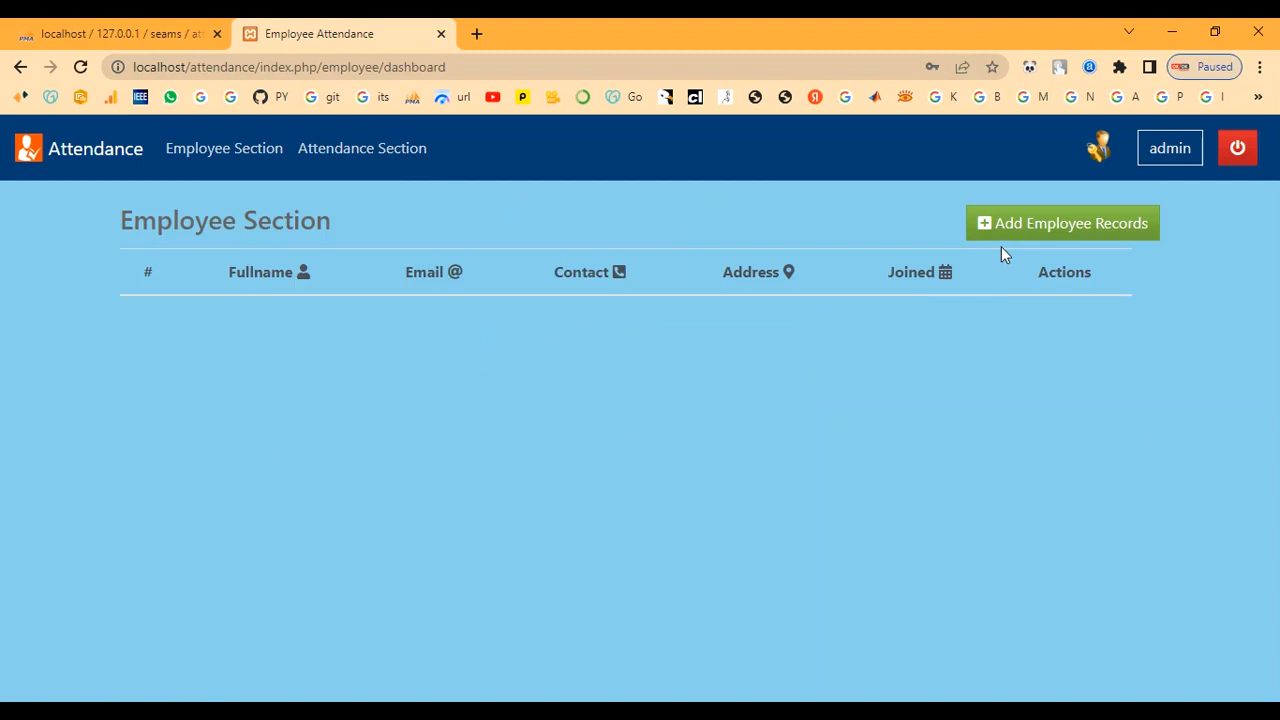 localhost / 127.0.0.1 / seams / at
Employee Attendance
localhost/attendance/index.php/employee/dashboard
Paused
IEEE PY git its PMA url Go K B M N A P I »
Attendance Employee Section Attendance Section admin
Employee Section
Add Employee Records
# Fullname Email @ Contact Address Joined Actions